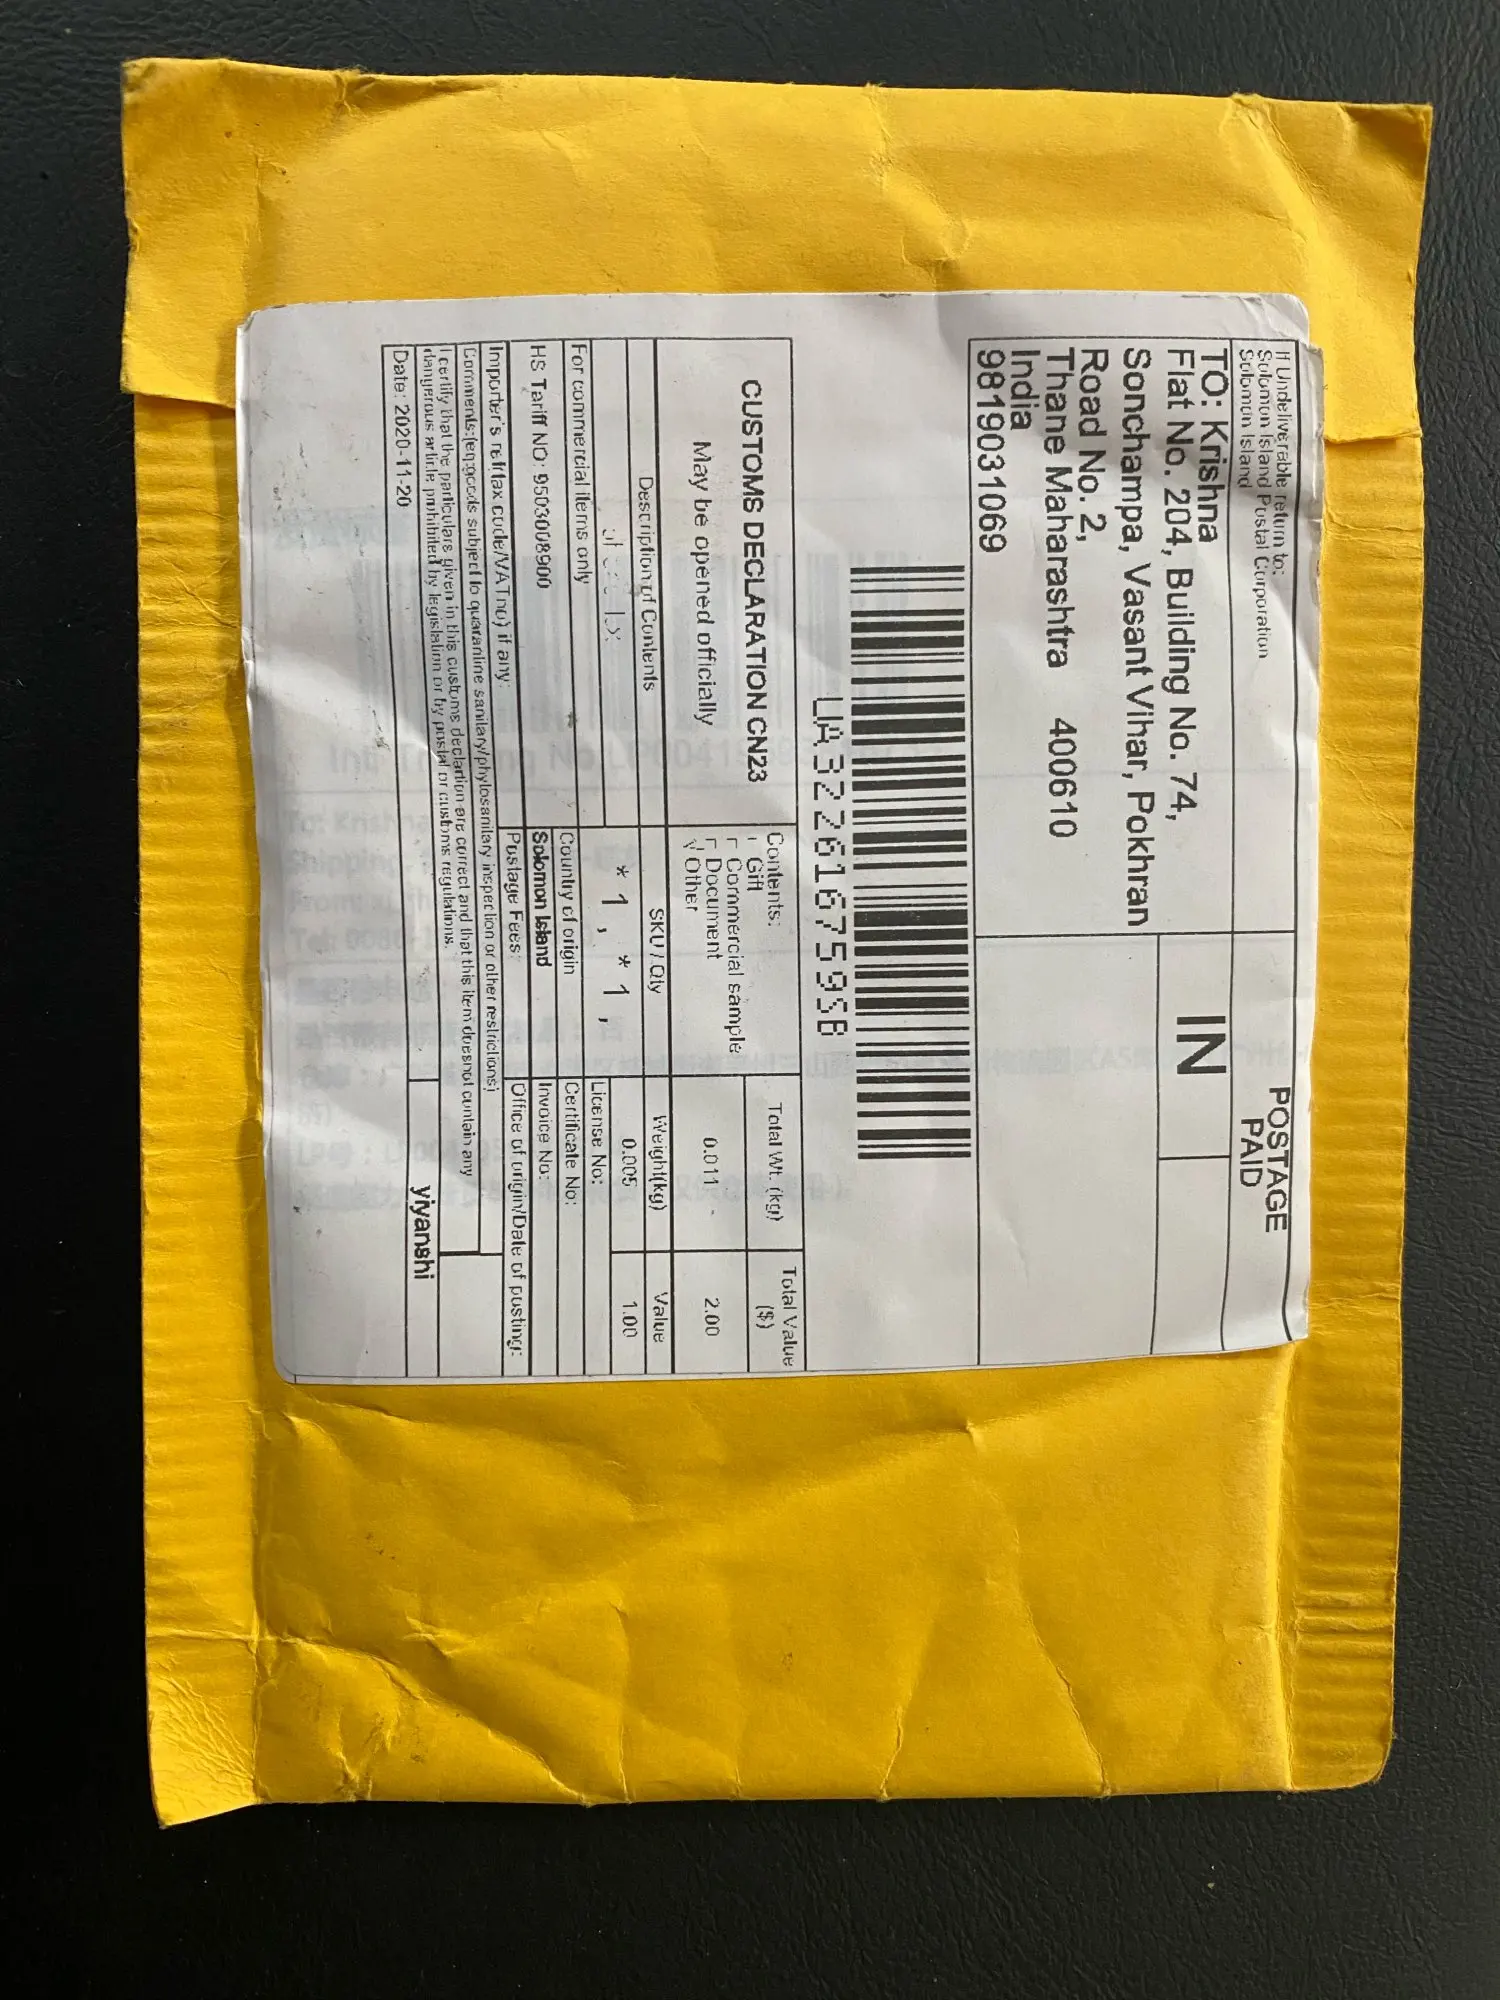 If Undeliverable return to:
Solomon Island Postal Corporation
Solomon Island
POSTAGE
PAID
TO: Krishna
Flat No. 204, Building No. 74,
Sonchampa, Vasant Vihar, Pokhran
Road No. 2,
Thane Maharashtra 400610
India
9819031069
IN
UA322616759SB
CUSTOMS DECLARATION CN23
May be opened officially
Contents:
Gift
Commercial sample
Document
√ Other
Total Wt. (kg)
Total Value
($)
0.011
2.00
Description of Contents
SKU / Qty
Weight(kg)
Value
* 1 , * 1 ,
0.005
1.00
For commercial items only
Country of origin
Solomon Island
License No:
Certificate No:
HS Tariff NO: 9503008900
Invoice No:
Importer's ref(tax code/VATno) if any:
Postage Fees:
Office of origin/Date of posting:
Comments:(eg:goods subject to quarantine sanitary/phytosanitary inspection or other restrictions)
I certify that the particulars given in this customs declartion are correct and that this item doesnot contain any
dangerous article prohibited by legislation or by postal or customs regulations.
Date: 2020-11-20
yiyanshi